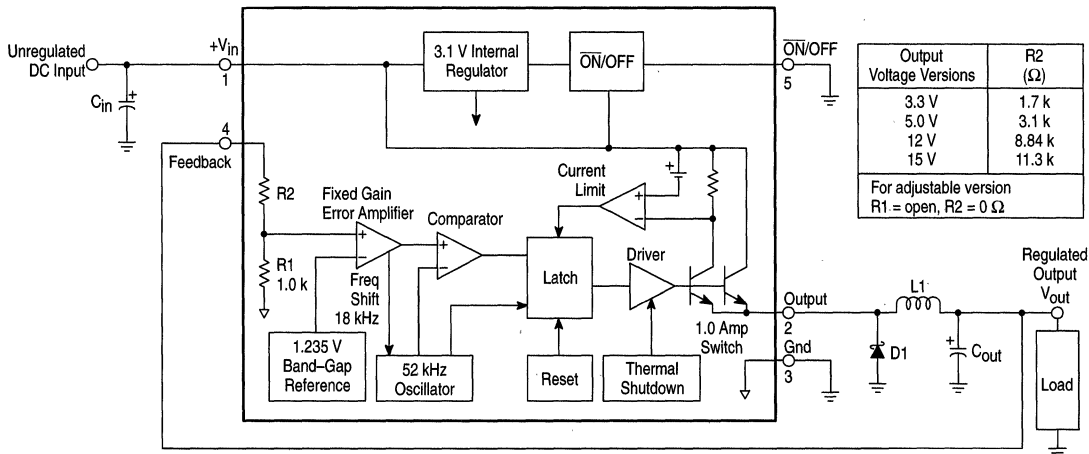 Unregulated
DC Input
+Vin
1
Cin
+
4
Feedback
3.1 V Internal
Regulator
ON/OFF
ON/OFF
5
R2
R1
1.0 k
Fixed Gain
Error Amplifier
+
–
Freq
Shift
18 kHz
Comparator
+
–
Current
Limit
+
–
+
Latch
Driver
1.0 Amp
Switch
Output
2
Gnd
3
1.235 V
Band–Gap
Reference
52 kHz
Oscillator
Reset
Thermal
Shutdown
L1
D1
+
Cout
Regulated
Output
Vout
Load
Output
Voltage Versions
R2
(Ω)
3.3 V 1.7 k
5.0 V 3.1 k
12 V 8.84 k
15 V 11.3 k
For adjustable version
R1 = open, R2 = 0 Ω